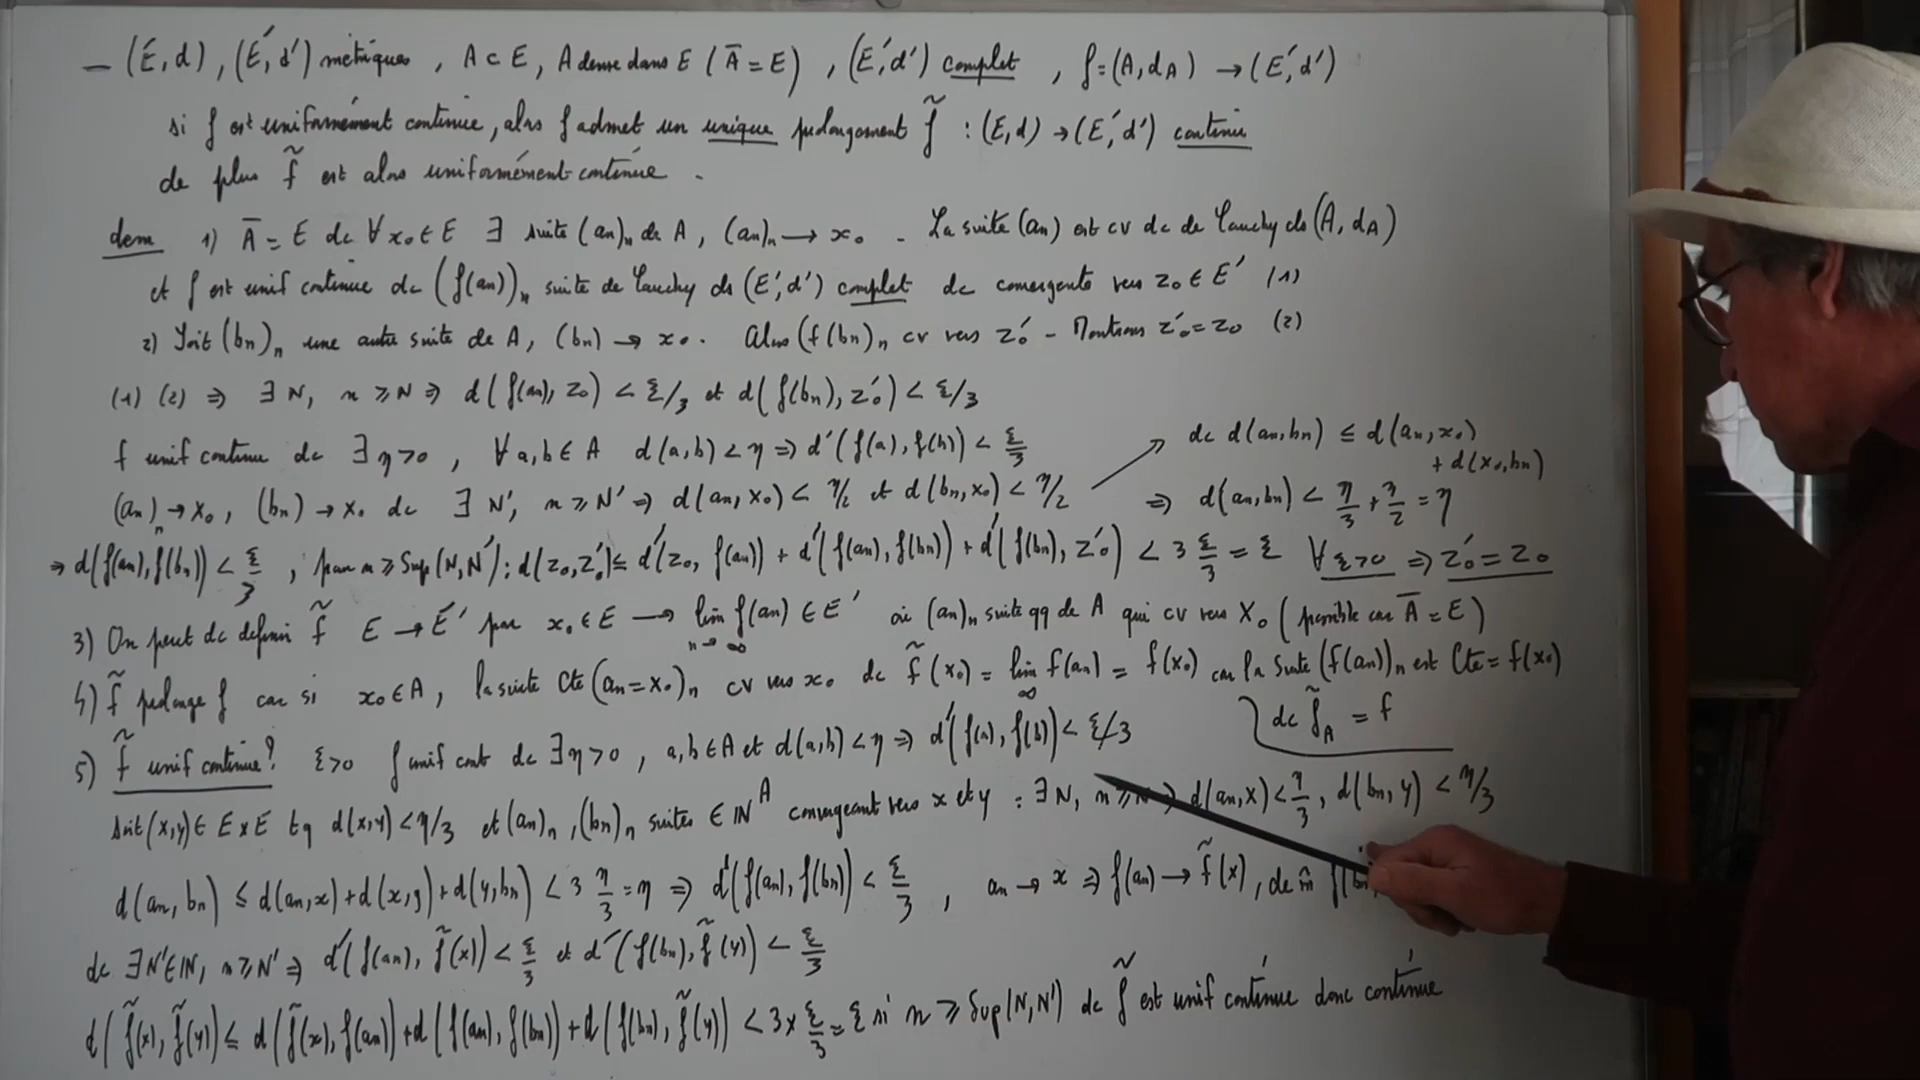 — (E, d), (E', d') métriques, A ⊂ E, A dense dans E (Ā = E), (E', d') complet, f = (A, dA) → (E', d')
si f est uniformément continue, alors f admet un unique prolongement f̃ : (E, d) → (E', d') continu
de plus f̃ est alors uniformément continue.
dem 1) Ā = E dc ∀ x₀ ∈ E ∃ suite (an)n de A, (an)n → x₀. La suite (an) est cv dc de Cauchy ds (A, dA)
et f est unif continue dc (f(an))n suite de Cauchy ds (E', d') complet dc convergente vers z₀ ∈ E' (1)
2) Soit (bn)n une autre suite de A, (bn) → x₀. Alors (f(bn)n cv vers z'₀ - Montrons z'₀ = z₀ (2)
(1) (2) ⇒ ∃ N, n ≥ N ⇒ d(f(an), z₀) < ε/3 et d(f(bn), z'₀) < ε/3
f unif continue dc ∃ η > 0, ∀ a, b ∈ A d(a, b) < η ⇒ d'(f(a), f(b)) < ε/3
(an)n → x₀, (bn) → x₀ dc ∃ N', n ≥ N' ⇒ d(an, x₀) < η/2 et d(bn, x₀) < η/2
dc d(an, bn) ≤ d(an, x₀)
+ d(x₀, bn)
⇒ d(an, bn) < η/3 + η/2 = η
⇒ d(f(an), f(bn)) < ε/3, pour n ≥ Sup(N, N') : d(z₀, z'₀) ≤ d'(z₀, f(an)) + d'(f(an), f(bn)) + d'(f(bn), z'₀) < 3 ε/3 = ε ∀ ε > 0 ⇒ z'₀ = z₀
3) On peut dc définir f̃ E → E' par x₀ ∈ E → lim n→∞ f(an) ∈ E' où (an)n suite qq de A qui cv vers x₀ (possible car Ā = E)
4) f̃ prolonge f car si x₀ ∈ A, la suite Cte (an = x₀)n cv vers x₀ dc f̃(x₀) = lim ∞ f(an) = f(x₀) car la suite (f(an))n est Cte = f(x₀)
dc f̃A = f
5) f̃ unif continue? ε > 0 f unif cont dc ∃ η > 0, a, b ∈ A et d(a, b) < η ⇒ d'(f(a), f(b)) < ε/3
soit (x, y) ∈ E × E tq d(x, y) < η/3 et (an)n, (bn)n suites ∈ ℕ^A convergeant vers x et y : ∃ N, n ≥ N ⇒ d(an, x) < η/3, d(bn, y) < η/3
d(an, bn) ≤ d(an, x) + d(x, y) + d(y, bn) < 3 η/3 = η ⇒ d'(f(an), f(bn)) < ε/3, an → x ⇒ f(an) → f̃(x), de m̂ f(bn
dc ∃ N' ∈ ℕ, n ≥ N' ⇒ d'(f(an), f̃(x)) < ε/3 et d'(f(bn), f̃(y)) < ε/3
d(f̃(x), f̃(y)) ≤ d(f̃(x), f(an)) + d(f(an), f(bn)) + d(f(bn), f̃(y)) < 3 × ε/3 = ε si n ≥ Sup(N, N') dc f̃ est unif continue donc continue